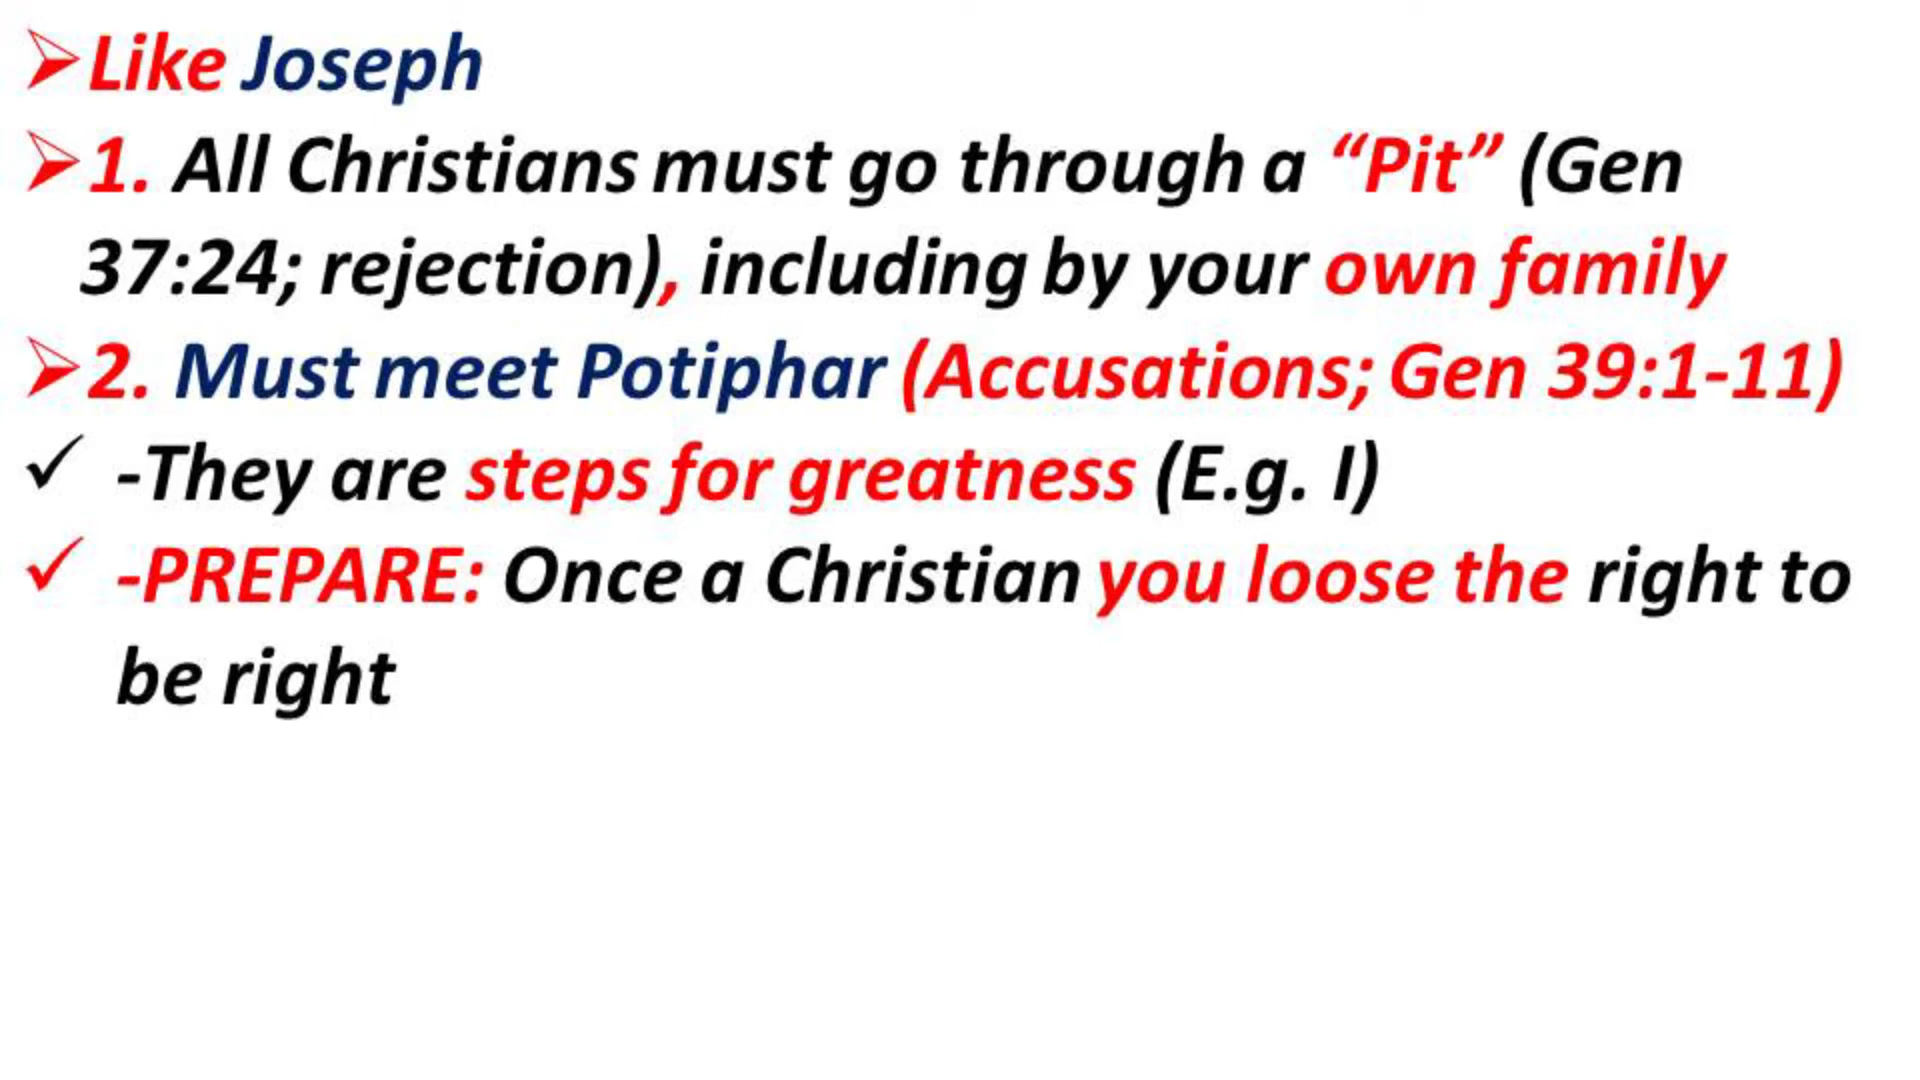 ➢Like Joseph
➢1. All Christians must go through a “Pit” (Gen
37:24; rejection), including by your own family
➢2. Must meet Potiphar (Accusations; Gen 39:1-11)
✓ -They are steps for greatness (E.g. I)
✓ -PREPARE: Once a Christian you loose the right to
be right